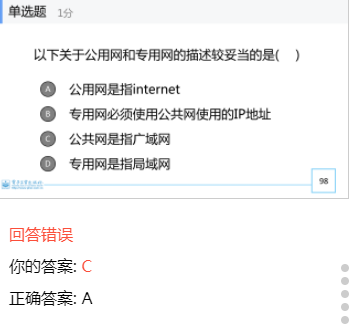 单选题 1分
以下关于公用网和专用网的描述较妥当的是( )
A 公用网是指internet
B 专用网必须使用公共网使用的IP地址
C 公共网是指广域网
D 专用网是指局域网
98
回答错误
你的答案: C
正确答案: A